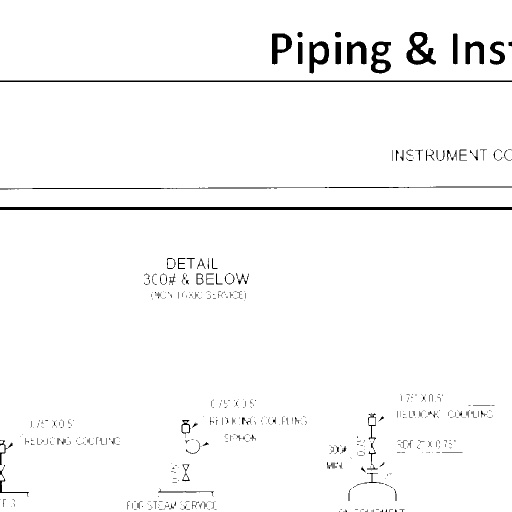 Piping & Inst
INSTRUMENT CO
DETAIL
300# & BELOW
(NON TOXIC SERVICE)
0.75" X 0.5"
REDUCING COUPLING
0.75" X 0.5"
REDUCING COUPLING
SIPHON
FOR STEAM SERVICE
0.75" X 0.5"
REDUCING COUPLING
300#
MIN.
RDF 2" X 0.75"
ON EQUIPMENT